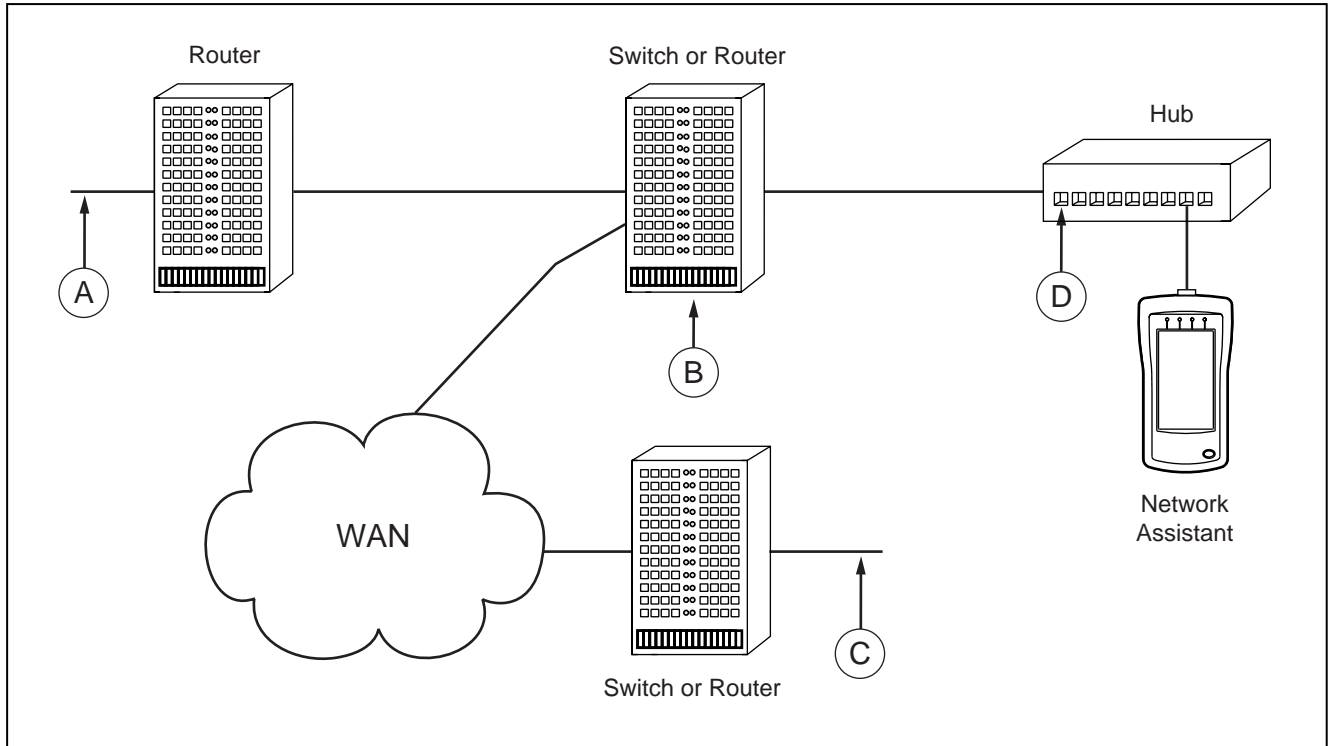 Router
Switch or Router
Hub
A
B
D
Network
Assistant
WAN
C
Switch or Router